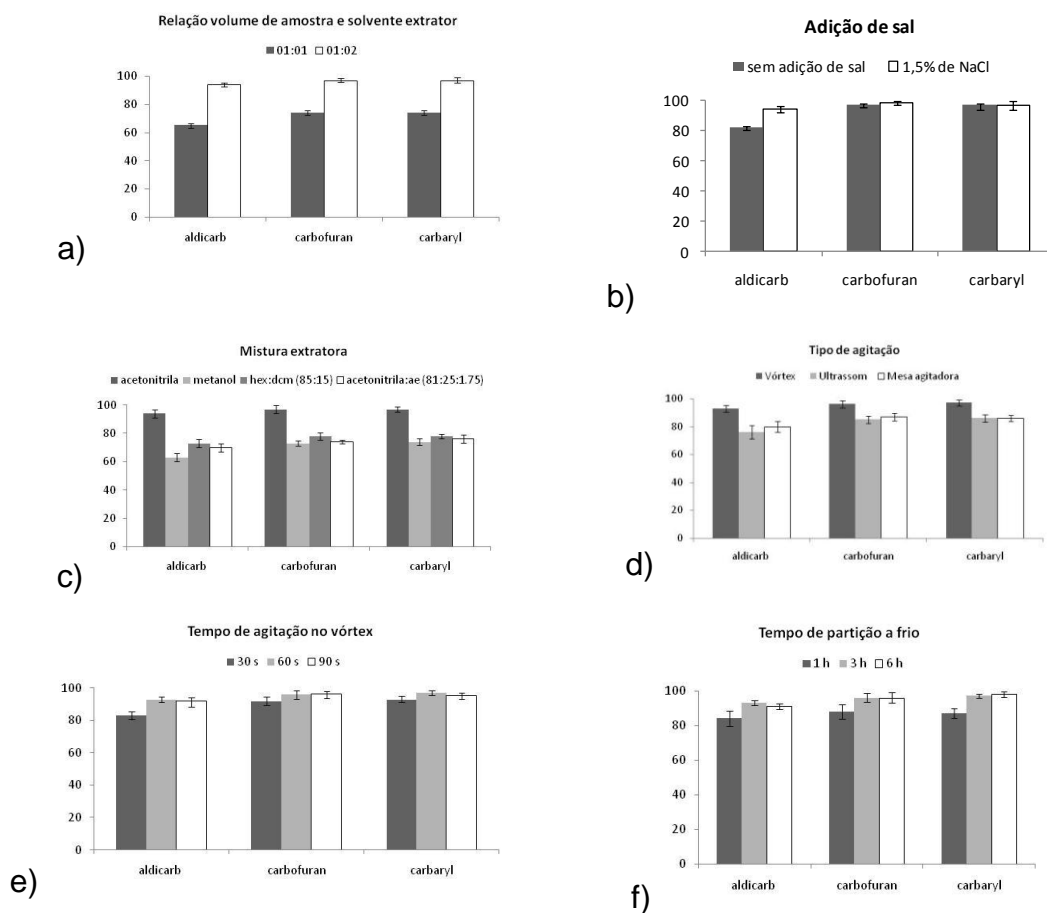 Relação volume de amostra e solvente extrator
■ 01:01 □ 01:02
100
80
60
40
20
0
aldicarb carbofuran carbaryl
a)
Adição de sal
■ sem adição de sal □ 1,5% de NaCl
100
80
60
40
20
0
aldicarb carbofuran carbaryl
b)
Mistura extratora
■ acetonitrila ■ metanol ■ hex:dcm (85:15) □ acetonitrila:ae (81:25:1.75)
100
80
60
40
20
0
aldicarb carbofuran carbaryl
c)
Tipo de agitação
■ Vórtex ■ Ultrassom □ Mesa agitadora
100
80
60
40
20
0
aldicarb carbofuran carbaryl
d)
Tempo de agitação no vórtex
■ 30 s ■ 60 s □ 90 s
100
80
60
40
20
0
aldicarb carbofuran carbaryl
e)
Tempo de partição a frio
■ 1 h ■ 3 h □ 6 h
100
80
60
40
20
0
aldicarb carbofuran carbaryl
f)